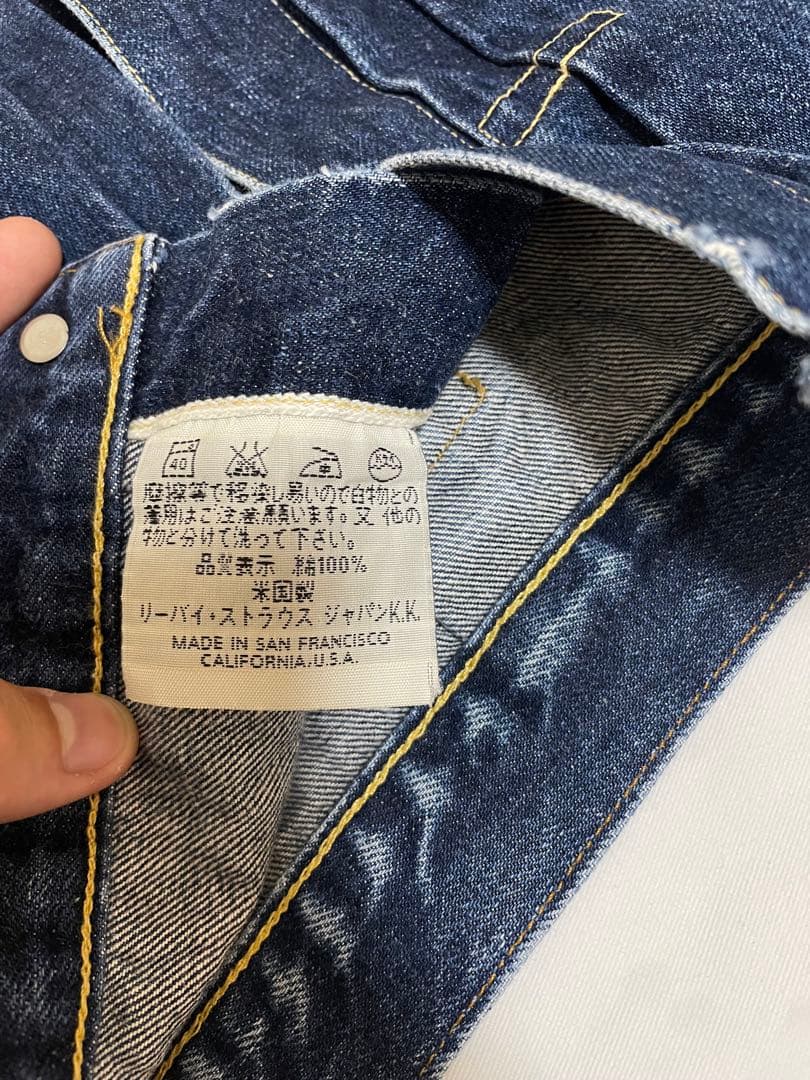 40
摩擦等で移染し易いので白物との
着用はご注意願います。又 他の
物と分けて洗って下さい。
品質表示 綿100%
米国製
リーバイ・ストラウス ジャパンK.K.
MADE IN SAN FRANCISCO
CALIFORNIA.U.S.A.